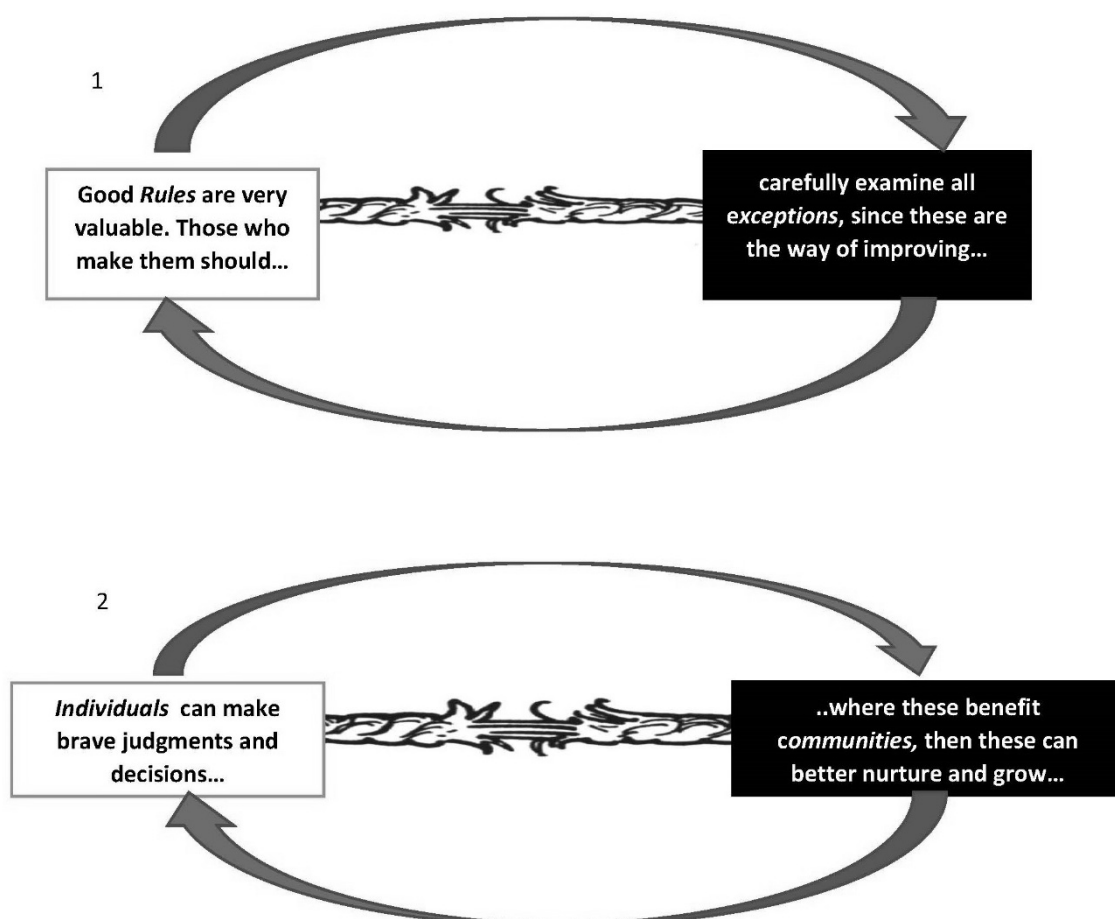 1
Good Rules are very
valuable. Those who
make them should…
carefully examine all
exceptions, since these are
the way of improving…
2
Individuals can make
brave judgments and
decisions…
..where these benefit
communities, then these can
better nurture and grow…